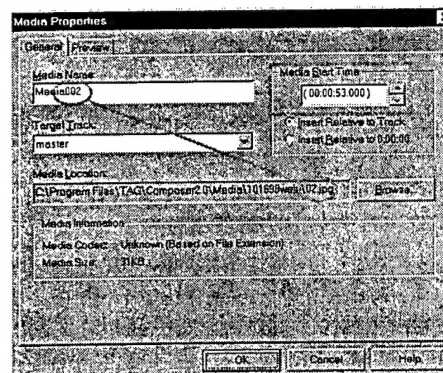 Media Properties
General Preview
Media Name:
Media002
Media Start Time
(00:00:53.000)
Target Track:
master
Insert Relative to Track
Insert Relative to 0:00:00
Media Location:
Browse...
Media Information
Media Codec: Unknown (Based on File Extension)
Media Size: 31KB
OK Cancel Help